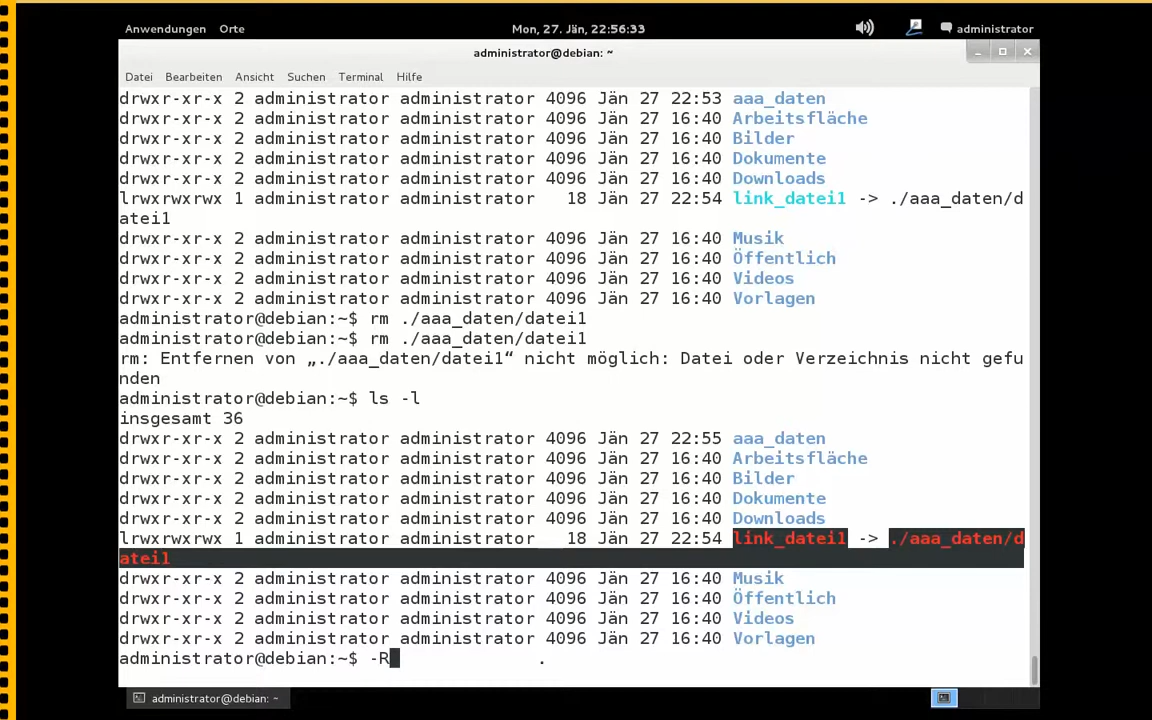 Anwendungen Orte Mon, 27. Jän, 22:56:33 administrator
administrator@debian: ~
Datei Bearbeiten Ansicht Suchen Terminal Hilfe
drwxr-xr-x 2 administrator administrator 4096 Jän 27 22:53 aaa_daten
drwxr-xr-x 2 administrator administrator 4096 Jän 27 16:40 Arbeitsfläche
drwxr-xr-x 2 administrator administrator 4096 Jän 27 16:40 Bilder
drwxr-xr-x 2 administrator administrator 4096 Jän 27 16:40 Dokumente
drwxr-xr-x 2 administrator administrator 4096 Jän 27 16:40 Downloads
lrwxrwxrwx 1 administrator administrator   18 Jän 27 22:54 link_datei1 -> ./aaa_daten/d
atei1
drwxr-xr-x 2 administrator administrator 4096 Jän 27 16:40 Musik
drwxr-xr-x 2 administrator administrator 4096 Jän 27 16:40 Öffentlich
drwxr-xr-x 2 administrator administrator 4096 Jän 27 16:40 Videos
drwxr-xr-x 2 administrator administrator 4096 Jän 27 16:40 Vorlagen
administrator@debian:~$ rm ./aaa_daten/datei1
administrator@debian:~$ rm ./aaa_daten/datei1
rm: Entfernen von „./aaa_daten/datei1“ nicht möglich: Datei oder Verzeichnis nicht gefu
nden
administrator@debian:~$ ls -l
insgesamt 36
drwxr-xr-x 2 administrator administrator 4096 Jän 27 22:55 aaa_daten
drwxr-xr-x 2 administrator administrator 4096 Jän 27 16:40 Arbeitsfläche
drwxr-xr-x 2 administrator administrator 4096 Jän 27 16:40 Bilder
drwxr-xr-x 2 administrator administrator 4096 Jän 27 16:40 Dokumente
drwxr-xr-x 2 administrator administrator 4096 Jän 27 16:40 Downloads
lrwxrwxrwx 1 administrator administrator   18 Jän 27 22:54 link_datei1 -> ./aaa_daten/d
atei1
drwxr-xr-x 2 administrator administrator 4096 Jän 27 16:40 Musik
drwxr-xr-x 2 administrator administrator 4096 Jän 27 16:40 Öffentlich
drwxr-xr-x 2 administrator administrator 4096 Jän 27 16:40 Videos
drwxr-xr-x 2 administrator administrator 4096 Jän 27 16:40 Vorlagen
administrator@debian:~$ -R .
administrator@debian: ~